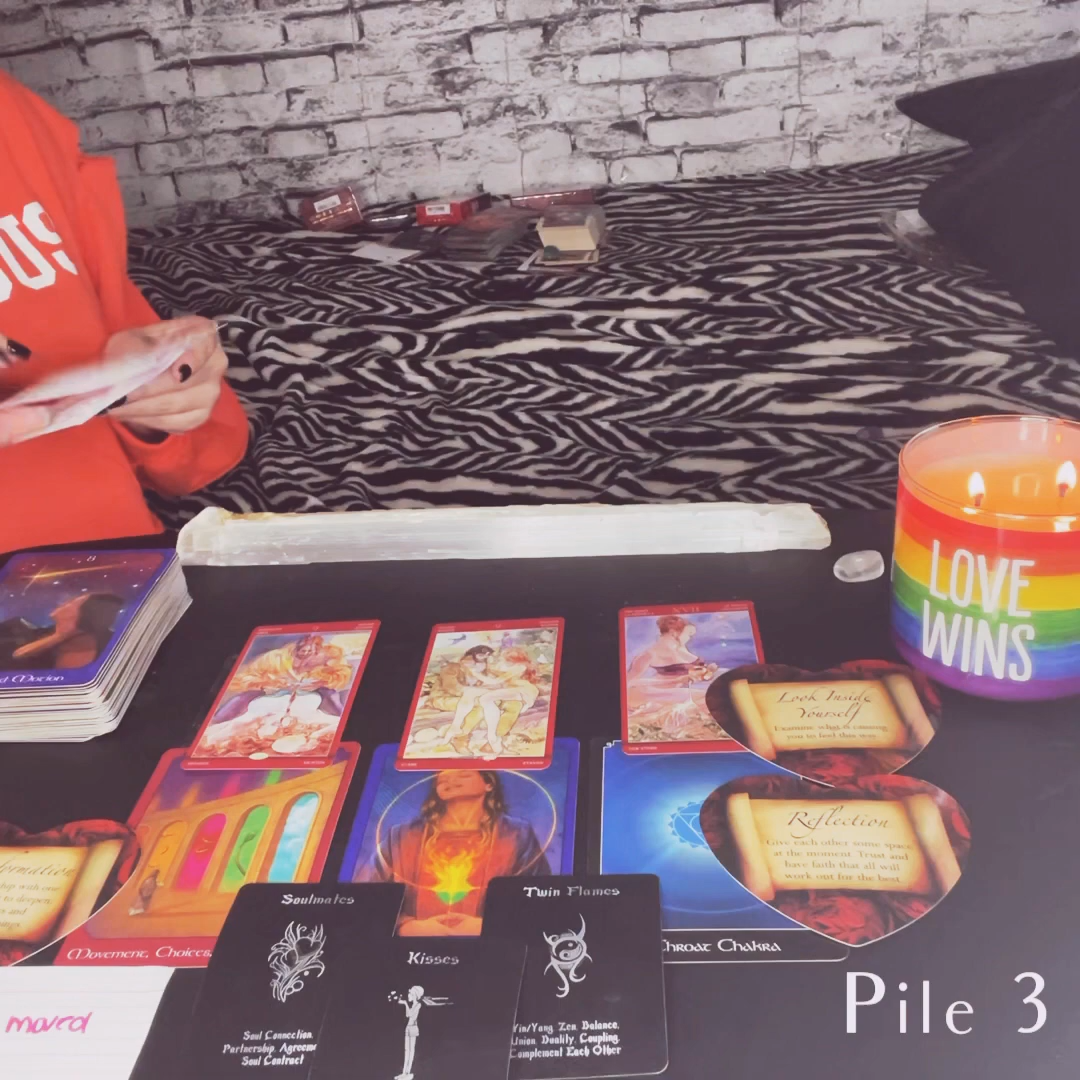 LOVE
WINS
XVII
Look Inside
Yourself
Examine what is causing
you to feel that way
Reflection
Give each other some space
at the moment. Trust and
have faith that all will
work out for the best
Movement, Choices,
Throat Chakra
Soulmates
Soul Connection
Partnership, Agreeme
Soul Contract
Kisses
Twin Flames
Yin/Yang, Zen, Balance,
Union, Duality, Coupling,
Complement Each Other
moved
Pile 3